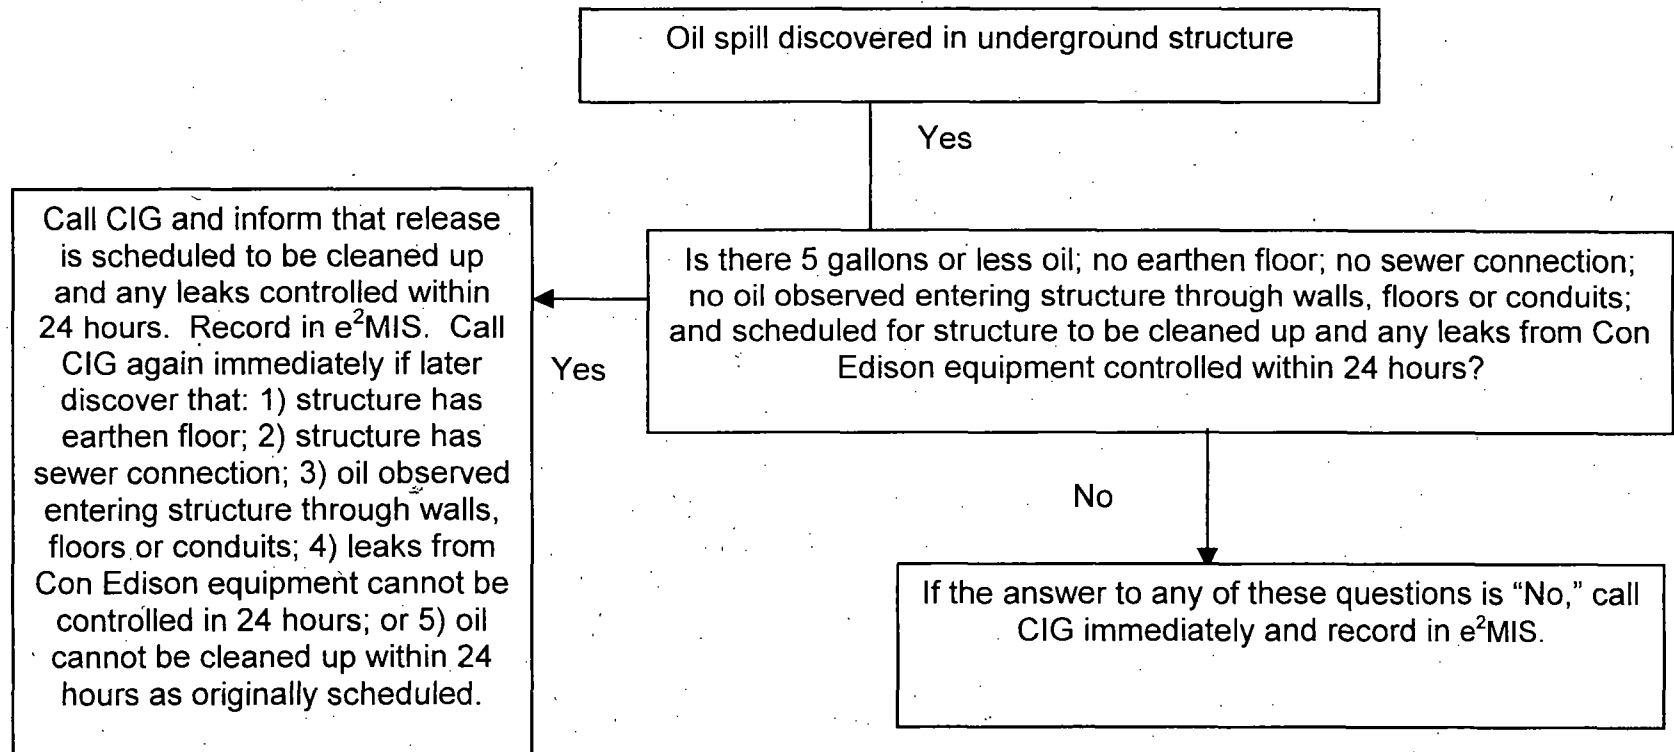 Oil spill discovered in underground structure
Yes
Is there 5 gallons or less oil; no earthen floor; no sewer connection;
no oil observed entering structure through walls, floors or conduits;
and scheduled for structure to be cleaned up and any leaks from Con
Edison equipment controlled within 24 hours?
Yes
Call CIG and inform that release
is scheduled to be cleaned up
and any leaks controlled within
24 hours. Record in e²MIS. Call
CIG again immediately if later
discover that: 1) structure has
earthen floor; 2) structure has
sewer connection; 3) oil observed
entering structure through walls,
floors or conduits; 4) leaks from
Con Edison equipment cannot be
controlled in 24 hours; or 5) oil
cannot be cleaned up within 24
hours as originally scheduled.
No
If the answer to any of these questions is “No,” call
CIG immediately and record in e²MIS.